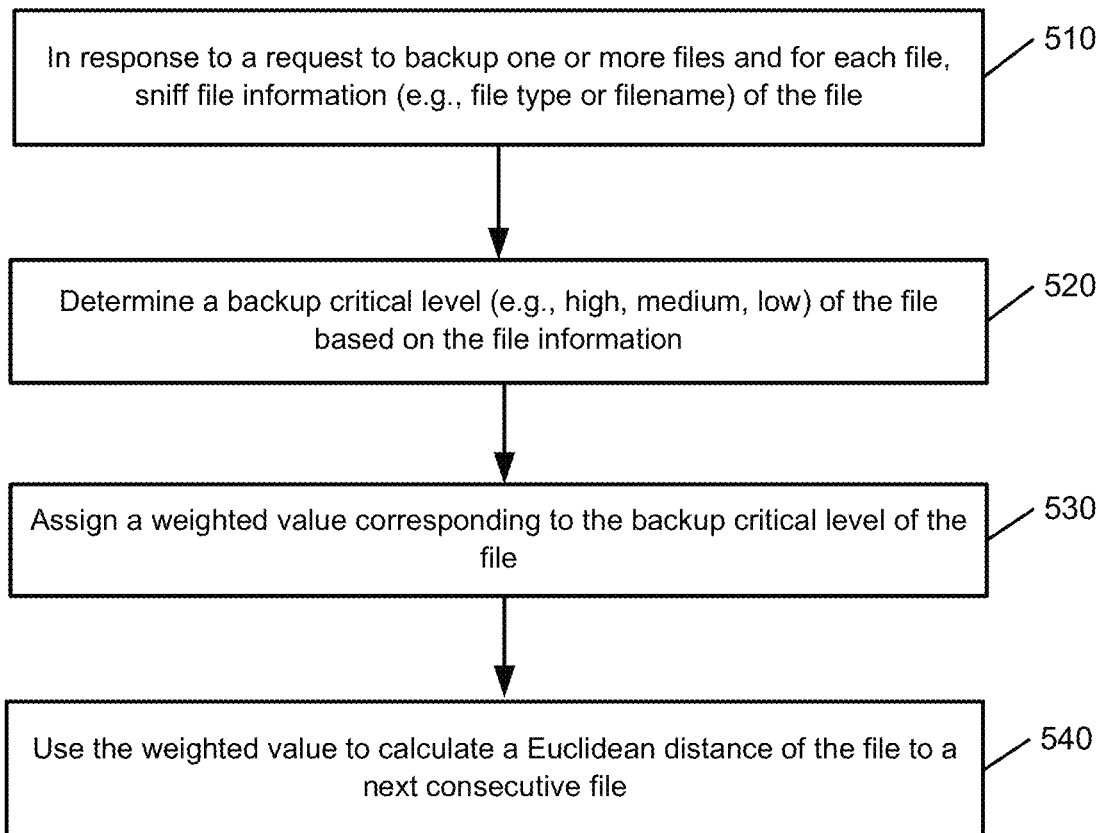 In response to a request to backup one or more files and for each file,
sniff file information (e.g., file type or filename) of the file
510
Determine a backup critical level (e.g., high, medium, low) of the file
based on the file information
520
Assign a weighted value corresponding to the backup critical level of the
file
530
Use the weighted value to calculate a Euclidean distance of the file to a
next consecutive file
540